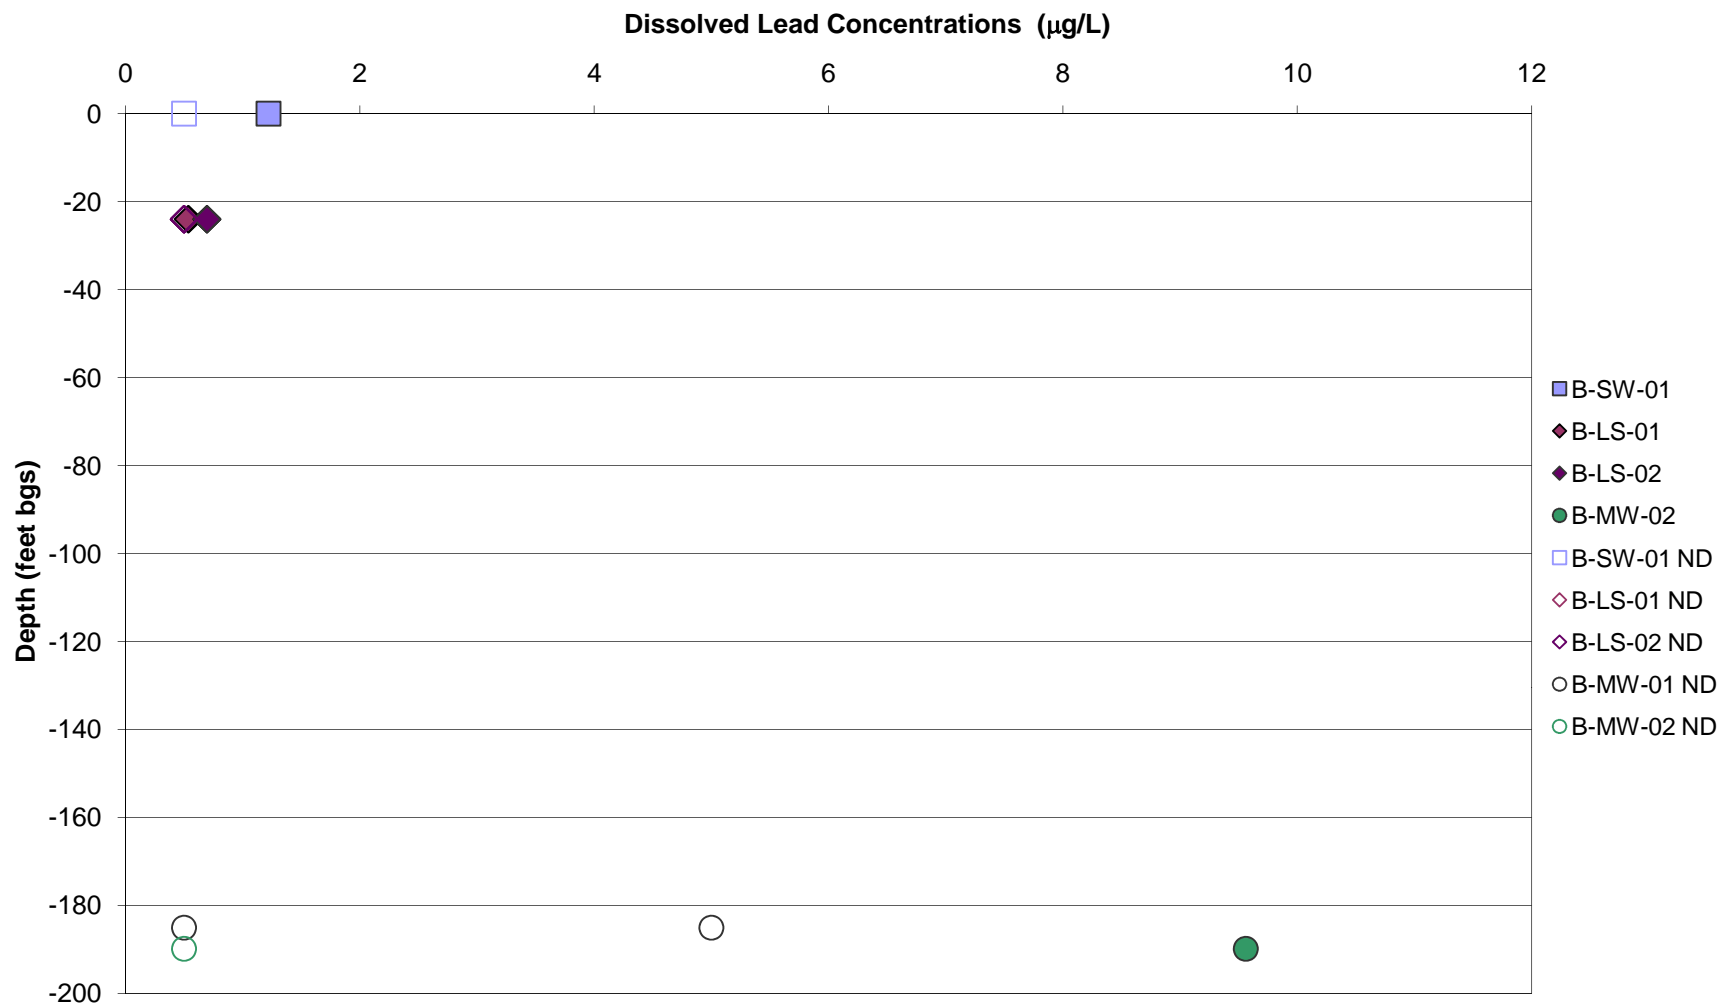 Dissolved Lead Concentrations (µg/L)
0 2 4 6 8 10 12
0
-20
-40
-60
-80
-100
-120
-140
-160
-180
-200
Depth (feet bgs)
B-SW-01
B-LS-01
B-LS-02
B-MW-02
B-SW-01 ND
B-LS-01 ND
B-LS-02 ND
B-MW-01 ND
B-MW-02 ND